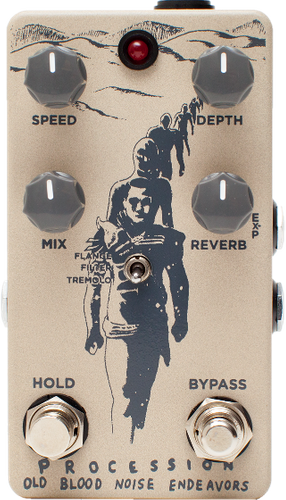 SPEED DEPTH
MIX REVERB
EXP
FLANGE
FILTER
TREMOLO
HOLD BYPASS
PROCESSION
OLD BLOOD NOISE ENDEAVORS